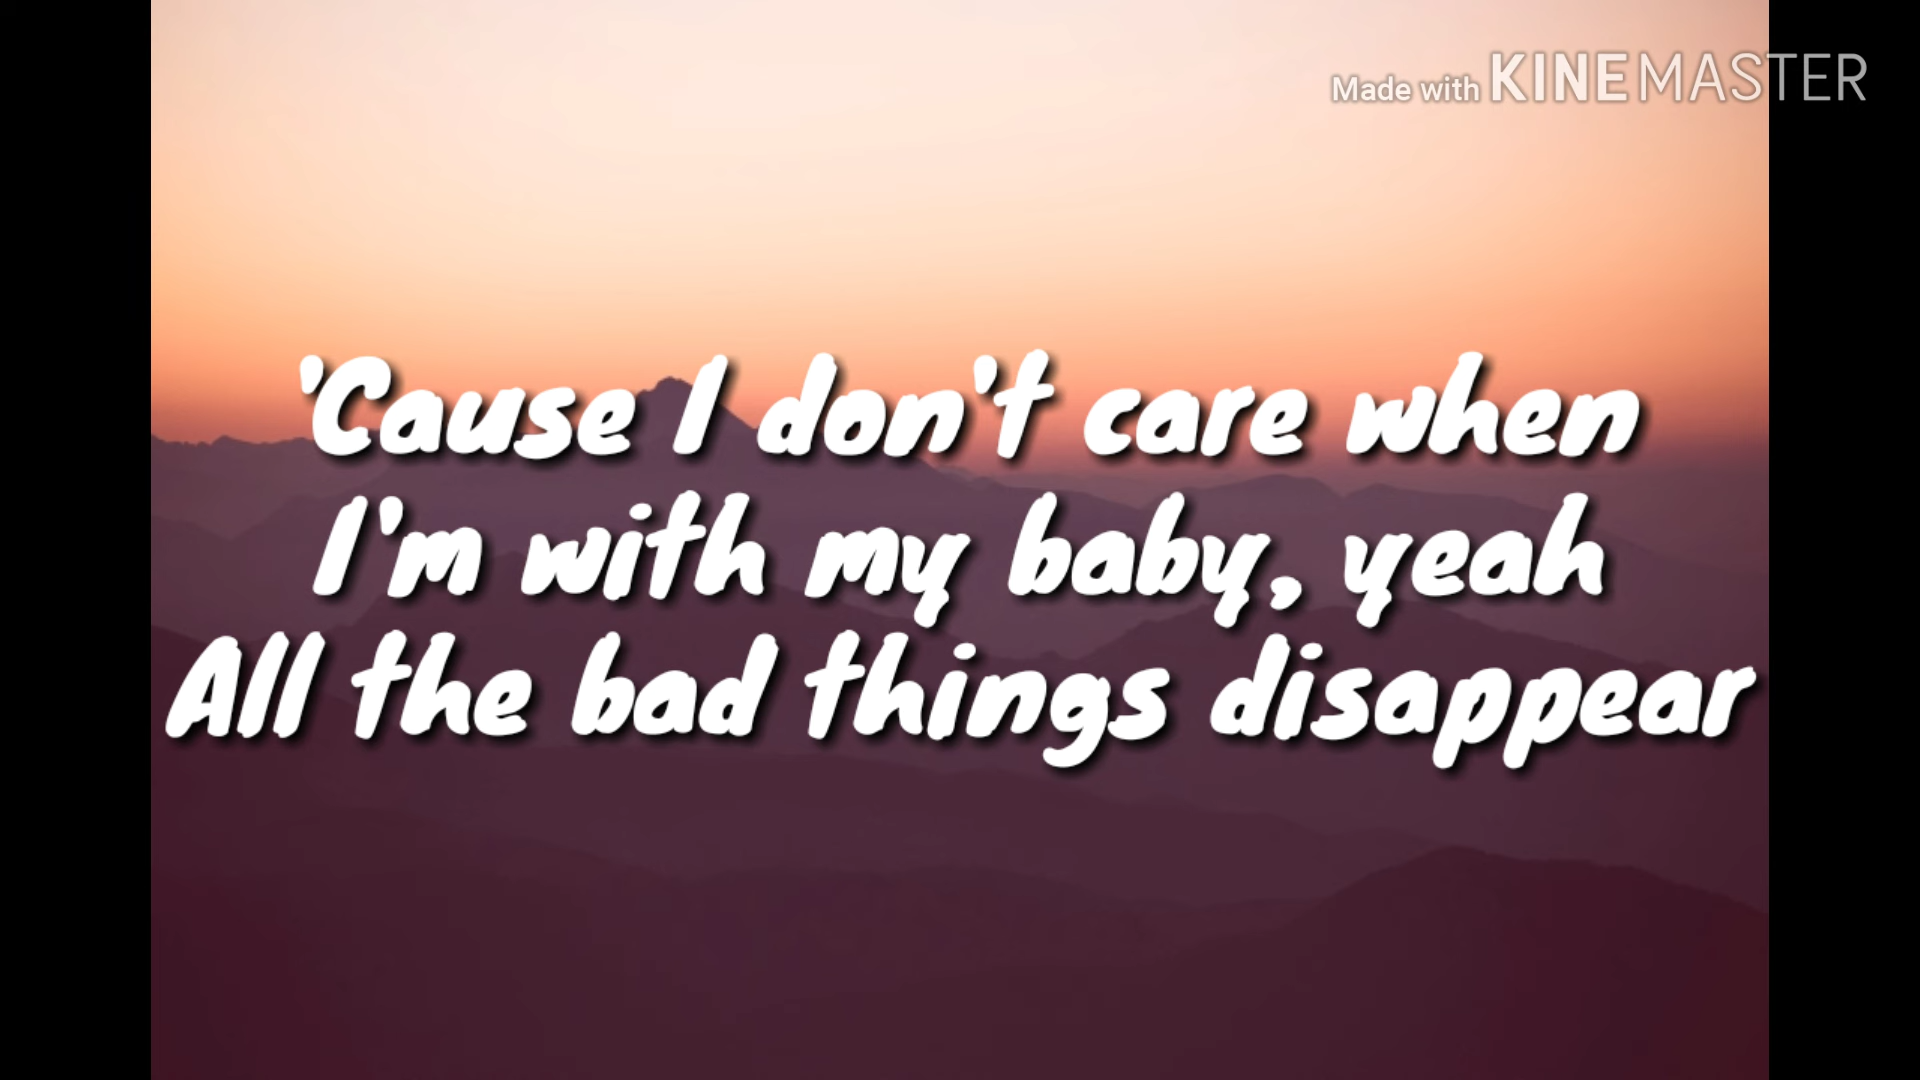 Made with KINEMASTER
'Cause I don't care when
I'm with my baby, yeah
All the bad things disappear